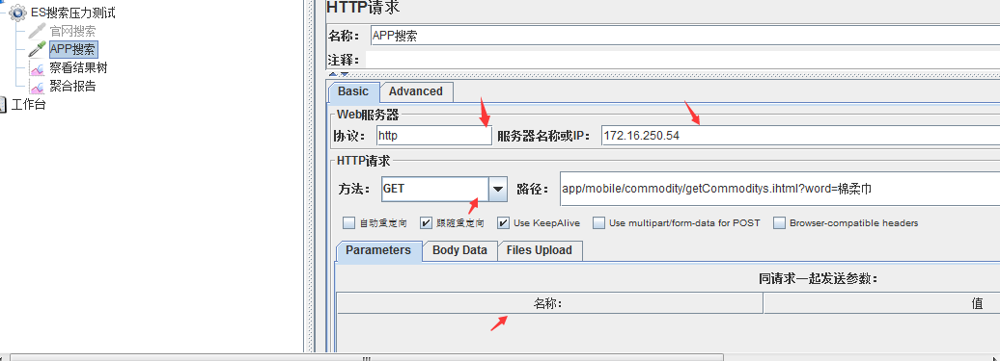 ES搜索压力测试
官网搜索
APP搜索
察看结果树
聚合报告
工作台
HTTP请求
名称： APP搜索
注释：
Basic Advanced
Web服务器
协议： http 服务器名称或IP： 172.16.250.54
HTTP请求
方法： GET 路径： app/mobile/commodity/getCommoditys.ihtml?word=棉柔巾
自动重定向 跟随重定向 Use KeepAlive Use multipart/form-data for POST Browser-compatible headers
Parameters Body Data Files Upload
同请求一起发送参数：
名称： 值